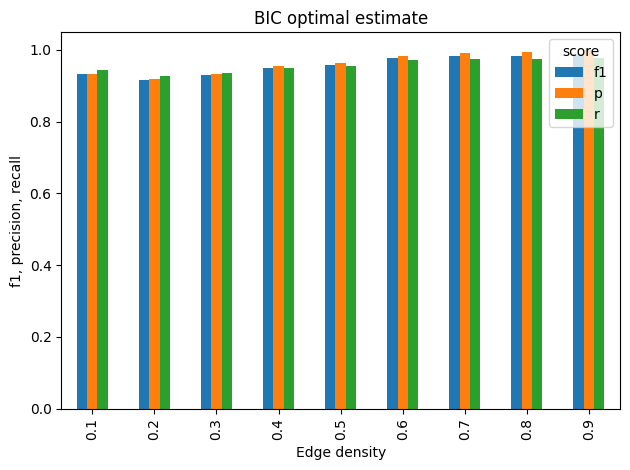 BIC optimal estimate
score
f1
p
r
f1, precision, recall
1.0
0.8
0.6
0.4
0.2
0.0
0.1
0.2
0.3
0.4
0.5
0.6
0.7
0.8
0.9
Edge density